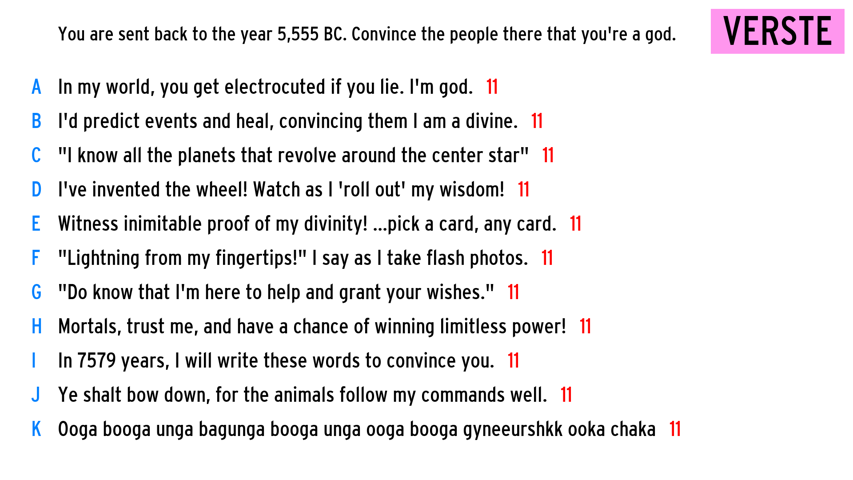 You are sent back to the year 5,555 BC. Convince the people there that you're a god.
VERSTE
A In my world, you get electrocuted if you lie. I'm god. 11
B I'd predict events and heal, convincing them I am a divine. 11
C "I know all the planets that revolve around the center star" 11
D I've invented the wheel! Watch as I 'roll out' my wisdom! 11
E Witness inimitable proof of my divinity! ...pick a card, any card. 11
F "Lightning from my fingertips!" I say as I take flash photos. 11
G "Do know that I'm here to help and grant your wishes." 11
H Mortals, trust me, and have a chance of winning limitless power! 11
I In 7579 years, I will write these words to convince you. 11
J Ye shalt bow down, for the animals follow my commands well. 11
K Ooga booga unga bagunga booga unga ooga booga gyneeurshkk ooka chaka 11